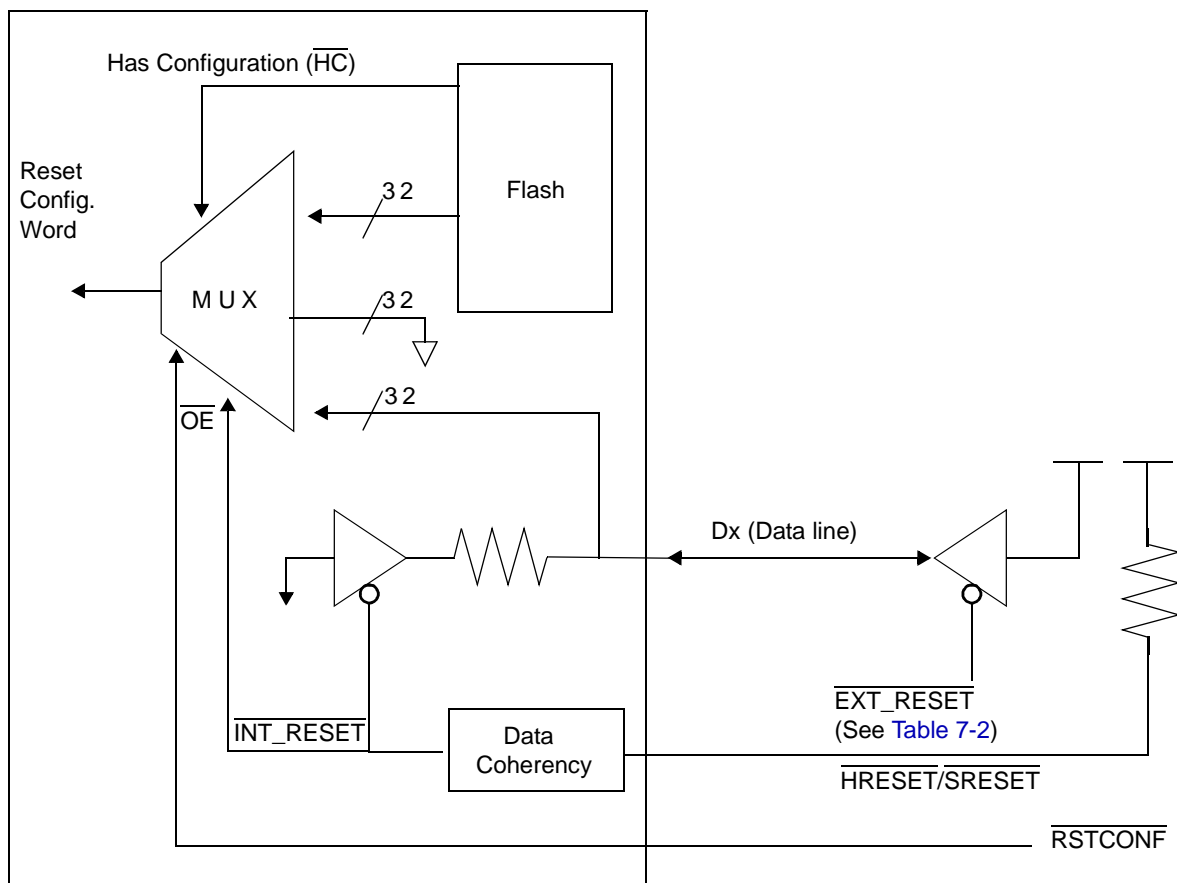 Has Configuration (HC)
Reset
Config.
Word
Flash
32
MUX
32
32
OE
Dx (Data line)
EXT_RESET
(See Table 7-2)
INT_RESET
Data
Coherency
HRESET/SRESET
RSTCONF